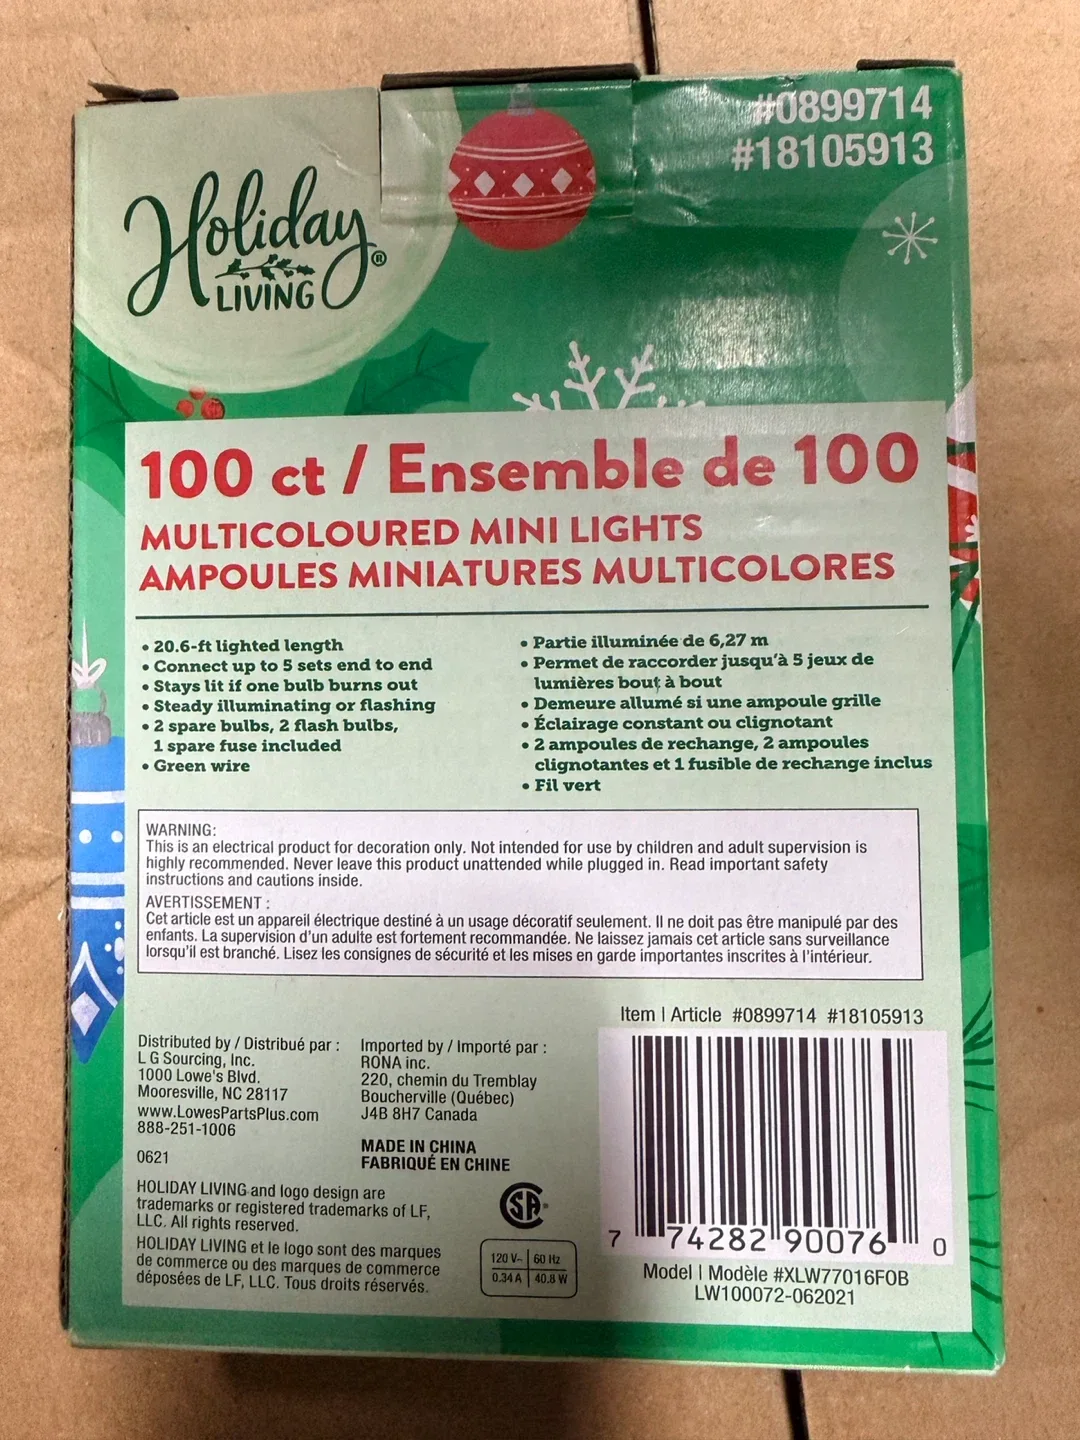 #0899714
#18105913
Holiday®
LIVING
100 ct / Ensemble de 100
MULTICOLOURED MINI LIGHTS
AMPOULES MINIATURES MULTICOLORES
• 20.6-ft lighted length
• Connect up to 5 sets end to end
• Stays lit if one bulb burns out
• Steady illuminating or flashing
• 2 spare bulbs, 2 flash bulbs,
1 spare fuse included
• Green wire
• Partie illuminée de 6,27 m
• Permet de raccorder jusqu'à 5 jeux de
lumières bout à bout
• Demeure allumé si une ampoule grille
• Éclairage constant ou clignotant
• 2 ampoules de rechange, 2 ampoules
clignotantes et 1 fusible de rechange inclus
• Fil vert
WARNING:
This is an electrical product for decoration only. Not intended for use by children and adult supervision is
highly recommended. Never leave this product unattended while plugged in. Read important safety
instructions and cautions inside.
AVERTISSEMENT :
Cet article est un appareil électrique destiné à un usage décoratif seulement. Il ne doit pas être manipulé par des
enfants. La supervision d'un adulte est fortement recommandée. Ne laissez jamais cet article sans surveillance
lorsqu'il est branché. Lisez les consignes de sécurité et les mises en garde importantes inscrites à l'intérieur.
Item | Article #0899714 #18105913
Distributed by / Distribué par :
L G Sourcing, Inc.
1000 Lowe's Blvd.
Mooresville, NC 28117
www.LowesPartsPlus.com
888-251-1006
0621
Imported by / Importé par :
RONA inc.
220, chemin du Tremblay
Boucherville (Québec)
J4B 8H7 Canada
MADE IN CHINA
FABRIQUÉ EN CHINE
HOLIDAY LIVING and logo design are
trademarks or registered trademarks of LF,
LLC. All rights reserved.
HOLIDAY LIVING et le logo sont des marques
de commerce ou des marques de commerce
déposées de LF, LLC. Tous droits réservés.
SA®
120 V~ | 60 Hz
0.34 A | 40.8 W
7 74282 90076 0
Model | Modèle #XLW77016FOB
LW100072-062021